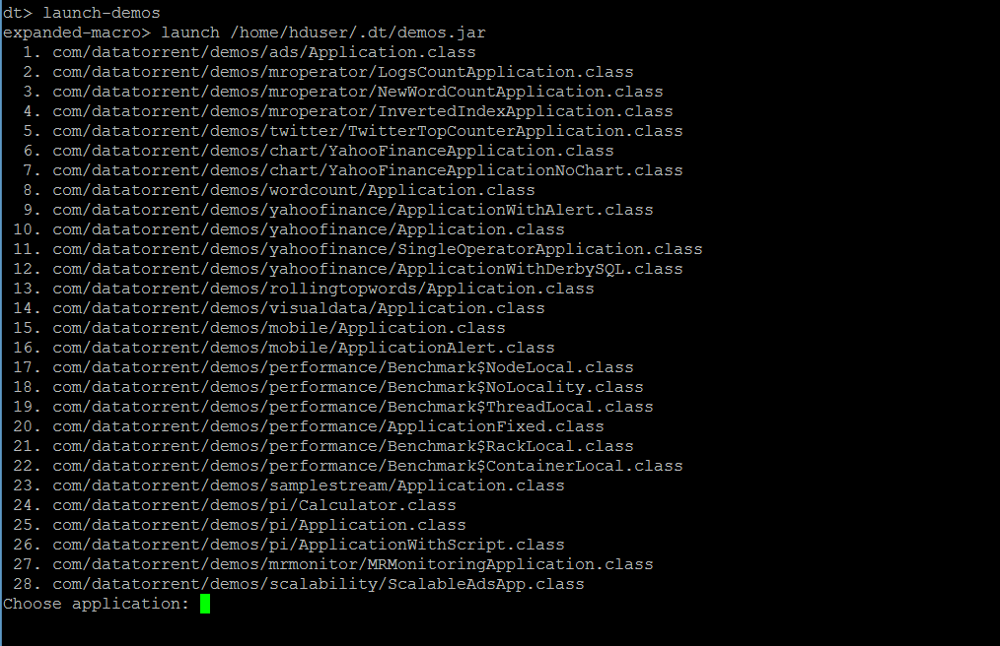 dt> launch-demos
expanded-macro> launch /home/hduser/.dt/demos.jar
1. com/datatorrent/demos/ads/Application.class
2. com/datatorrent/demos/mroperator/LogsCountApplication.class
3. com/datatorrent/demos/mroperator/NewWordCountApplication.class
4. com/datatorrent/demos/mroperator/InvertedIndexApplication.class
5. com/datatorrent/demos/twitter/TwitterTopCounterApplication.class
6. com/datatorrent/demos/chart/YahooFinanceApplication.class
7. com/datatorrent/demos/chart/YahooFinanceApplicationNoChart.class
8. com/datatorrent/demos/wordcount/Application.class
9. com/datatorrent/demos/yahoofinance/ApplicationWithAlert.class
10. com/datatorrent/demos/yahoofinance/Application.class
11. com/datatorrent/demos/yahoofinance/SingleOperatorApplication.class
12. com/datatorrent/demos/yahoofinance/ApplicationWithDerbySQL.class
13. com/datatorrent/demos/rollingtopwords/Application.class
14. com/datatorrent/demos/visualdata/Application.class
15. com/datatorrent/demos/mobile/Application.class
16. com/datatorrent/demos/mobile/ApplicationAlert.class
17. com/datatorrent/demos/performance/Benchmark$NodeLocal.class
18. com/datatorrent/demos/performance/Benchmark$NoLocality.class
19. com/datatorrent/demos/performance/Benchmark$ThreadLocal.class
20. com/datatorrent/demos/performance/ApplicationFixed.class
21. com/datatorrent/demos/performance/Benchmark$RackLocal.class
22. com/datatorrent/demos/performance/Benchmark$ContainerLocal.class
23. com/datatorrent/demos/samplestream/Application.class
24. com/datatorrent/demos/pi/Calculator.class
25. com/datatorrent/demos/pi/Application.class
26. com/datatorrent/demos/pi/ApplicationWithScript.class
27. com/datatorrent/demos/mrmonitor/MRMonitoringApplication.class
28. com/datatorrent/demos/scalability/ScalableAdsApp.class
Choose application: